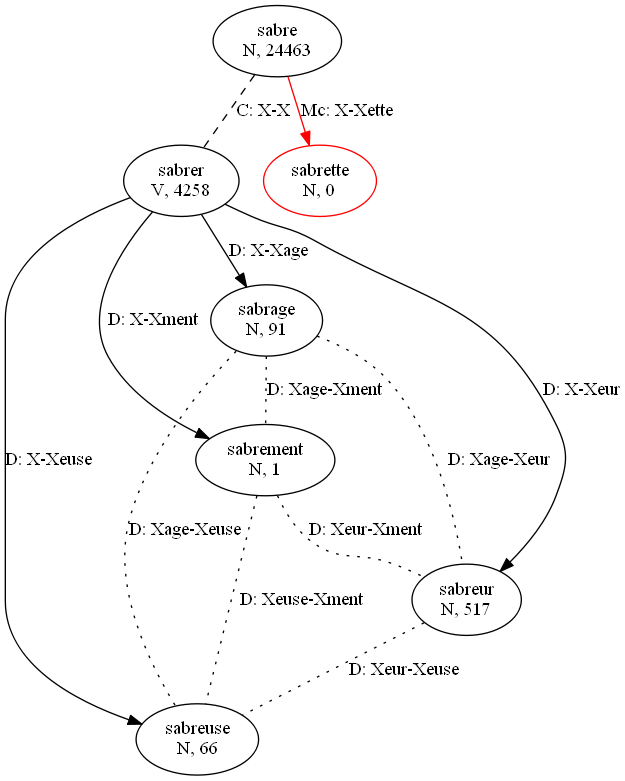 sabre
N, 24463
C: X-X
Mc: X-Xette
sabrer
V, 4258
sabrette
N, 0
D: X-Xage
D: X-Xment
sabrage
N, 91
D: X-Xeuse
D: Xage-Xment
D: X-Xeur
sabrement
N, 1
D: Xage-Xeur
D: Xage-Xeuse
D: Xeur-Xment
D: Xeuse-Xment
sabreur
N, 517
D: Xeur-Xeuse
sabreuse
N, 66